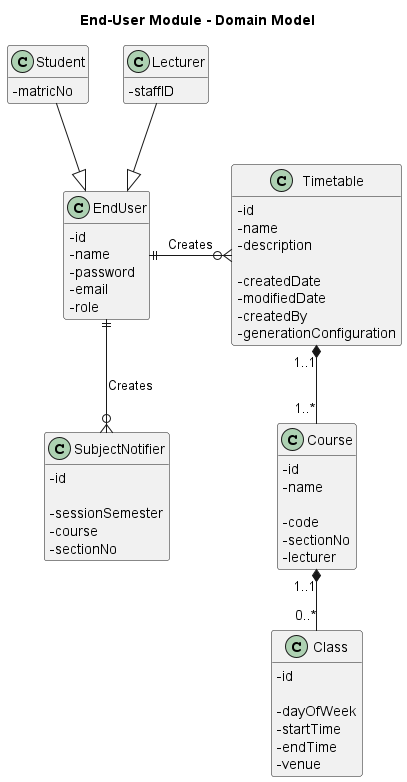 End-User Module - Domain Model
C Student
-matricNo
C Lecturer
-staffID
C EndUser
-id
-name
-password
-email
-role
Creates
C Timetable
-id
-name
-description
-createdDate
-modifiedDate
-createdBy
-generationConfiguration
1..1
1..*
Creates
C SubjectNotifier
-id
-sessionSemester
-course
-sectionNo
C Course
-id
-name
-code
-sectionNo
-lecturer
1..1
0..*
C Class
-id
-dayOfWeek
-startTime
-endTime
-venue